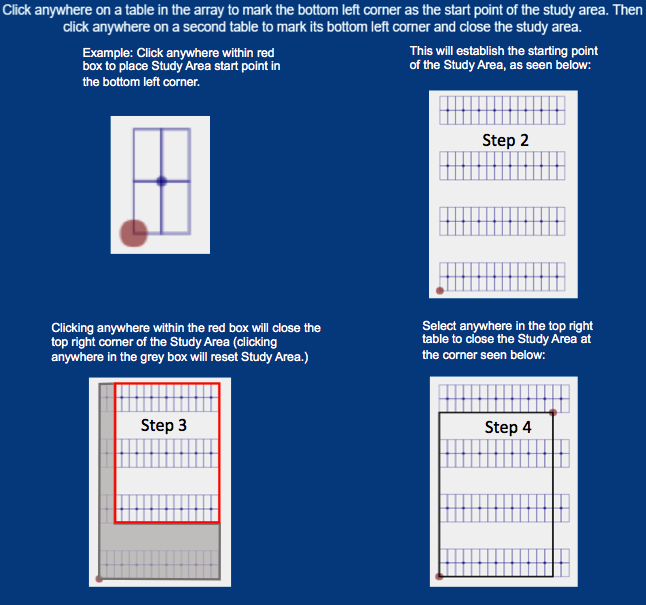 Click anywhere on a table in the array to mark the bottom left corner as the start point of the study area. Then
click anywhere on a second table to mark its bottom left corner and close the study area.
Example: Click anywhere within red
box to place Study Area start point in
the bottom left corner.
This will establish the starting point
of the Study Area, as seen below:
Step 2
Clicking anywhere within the red box will close the
top right corner of the Study Area (clicking
anywhere in the grey box will reset Study Area.)
Select anywhere in the top right
table to close the Study Area at
the corner seen below:
Step 3
Step 4